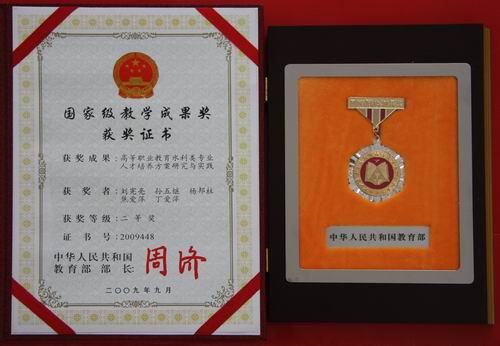 国家级教学成果奖
获奖证书
获奖成果：高等职业教育水利类专业
人才培养方案研究与实践
获奖者：刘宪亮 孙五继 杨邦柱
焦爱萍 丁爱萍
获奖等级：二等奖
证书号：2009448
中华人民共和国
教育部部长：周济
二〇〇九年九月
中华人民共和国教育部